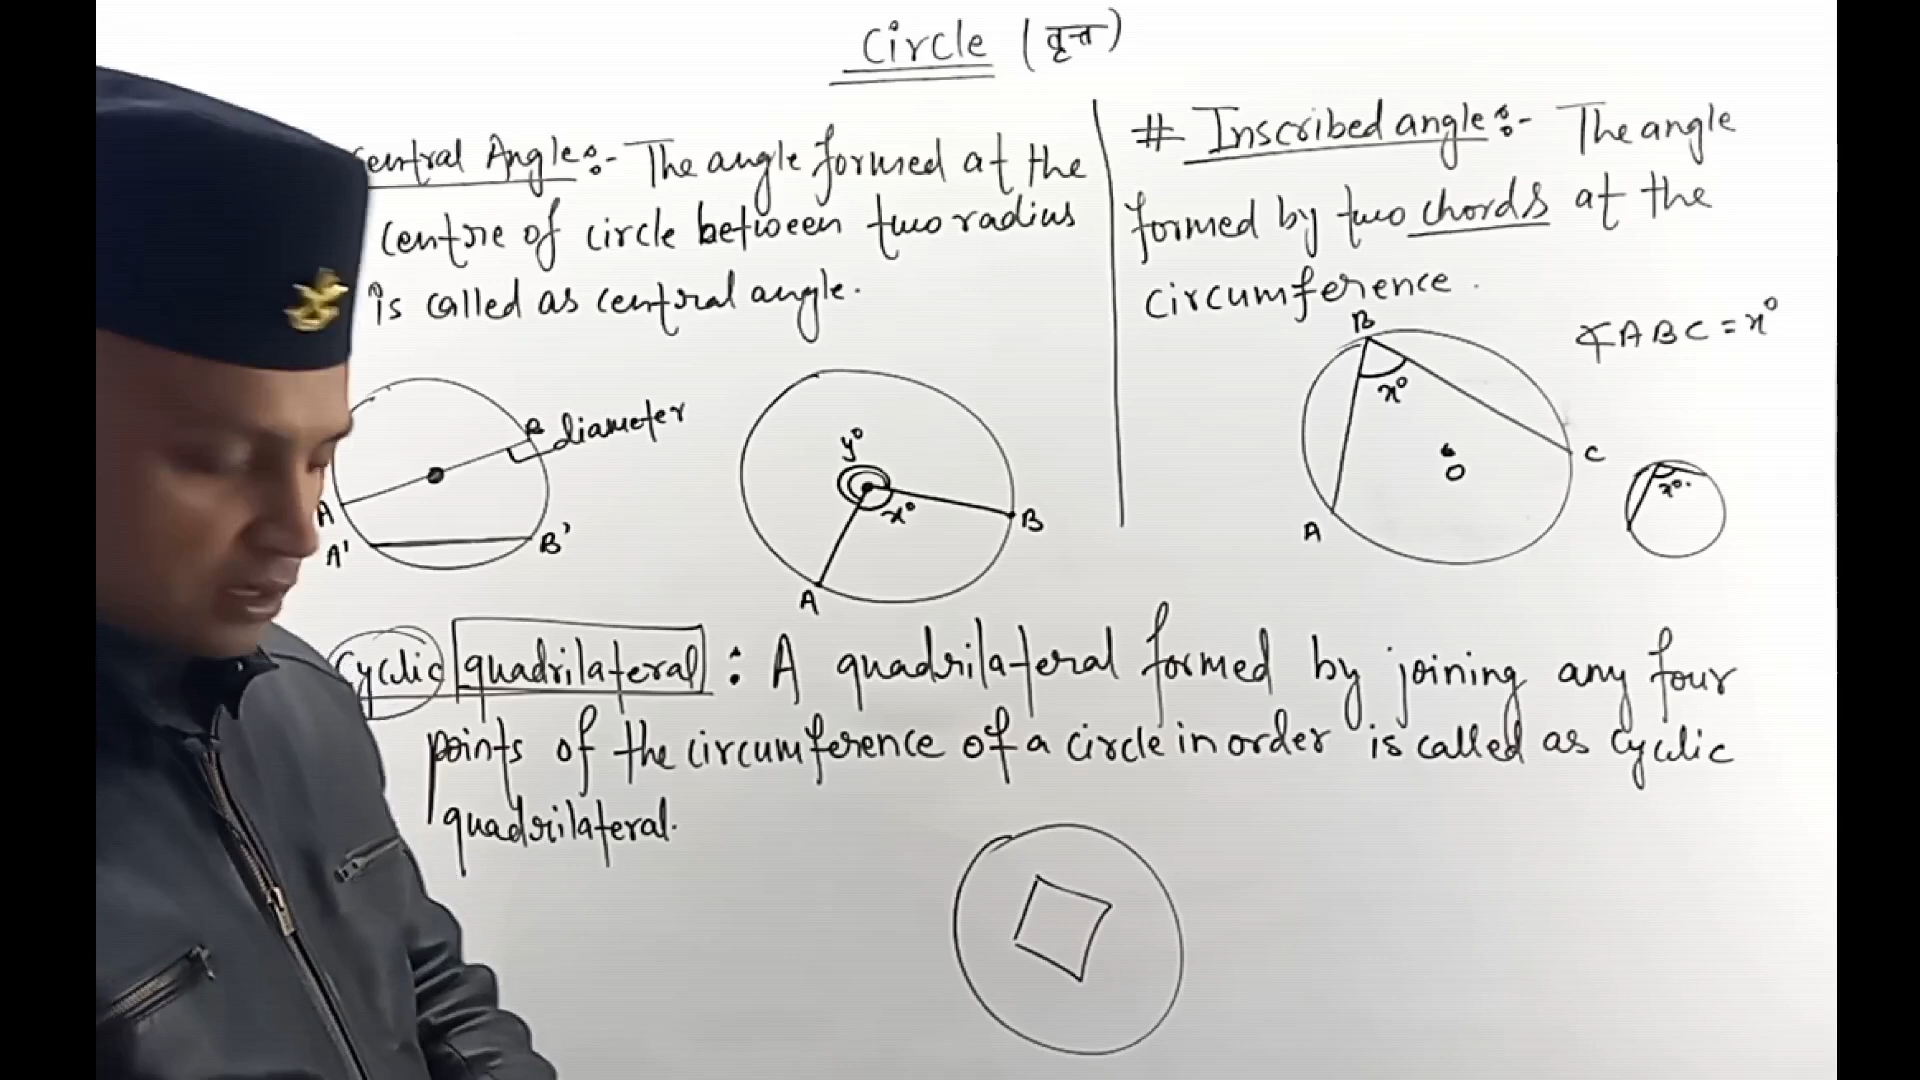 Circle (वृत्त)
Central Angle:- The angle formed at the
centre of circle between two radius
is called as central angle.
# Inscribed angle:- The angle
formed by two chords at the
circumference.
∡ABC = x°
B
x°
A
C
O
x°
B
diameter
A
A'
B'
y°
x°
A
B
Cyclic quadrilateral : A quadrilateral formed by joining any four
points of the circumference of a circle in order is called as Cyclic
quadrilateral.